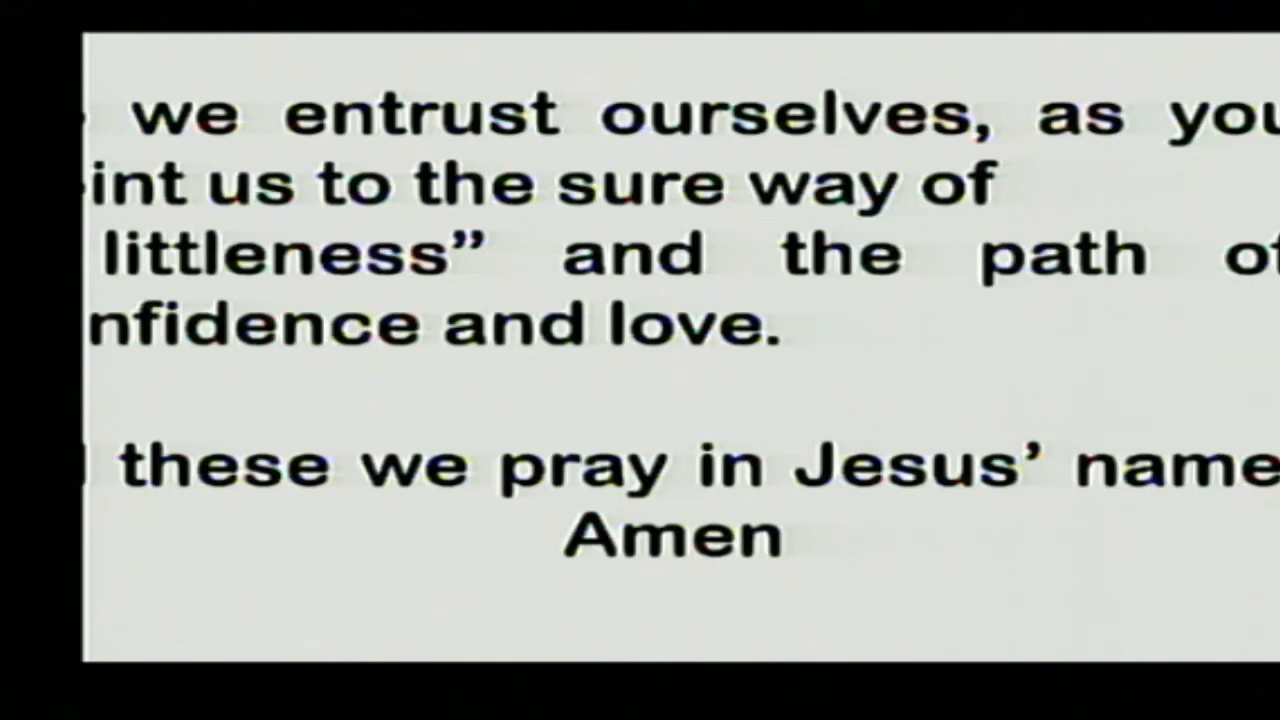 we entrust ourselves, as you
int us to the sure way of
littleness” and the path of
nfidence and love.
these we pray in Jesus’ name
Amen